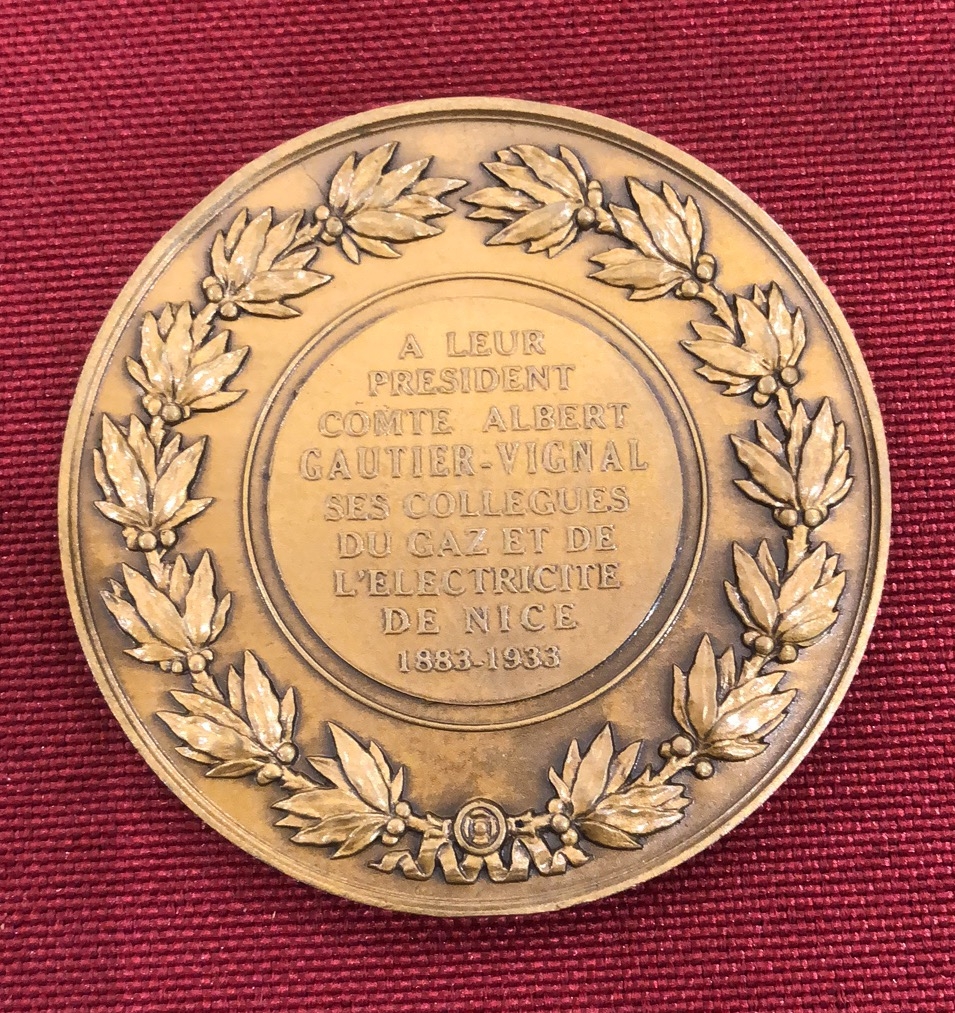 A LEUR
PRESIDENT
COMTE ALBERT
GAUTIER-VIGNAL
SES COLLEGUES
DU GAZ ET DE
L'ELECTRICITE
DE NICE
1883-1933